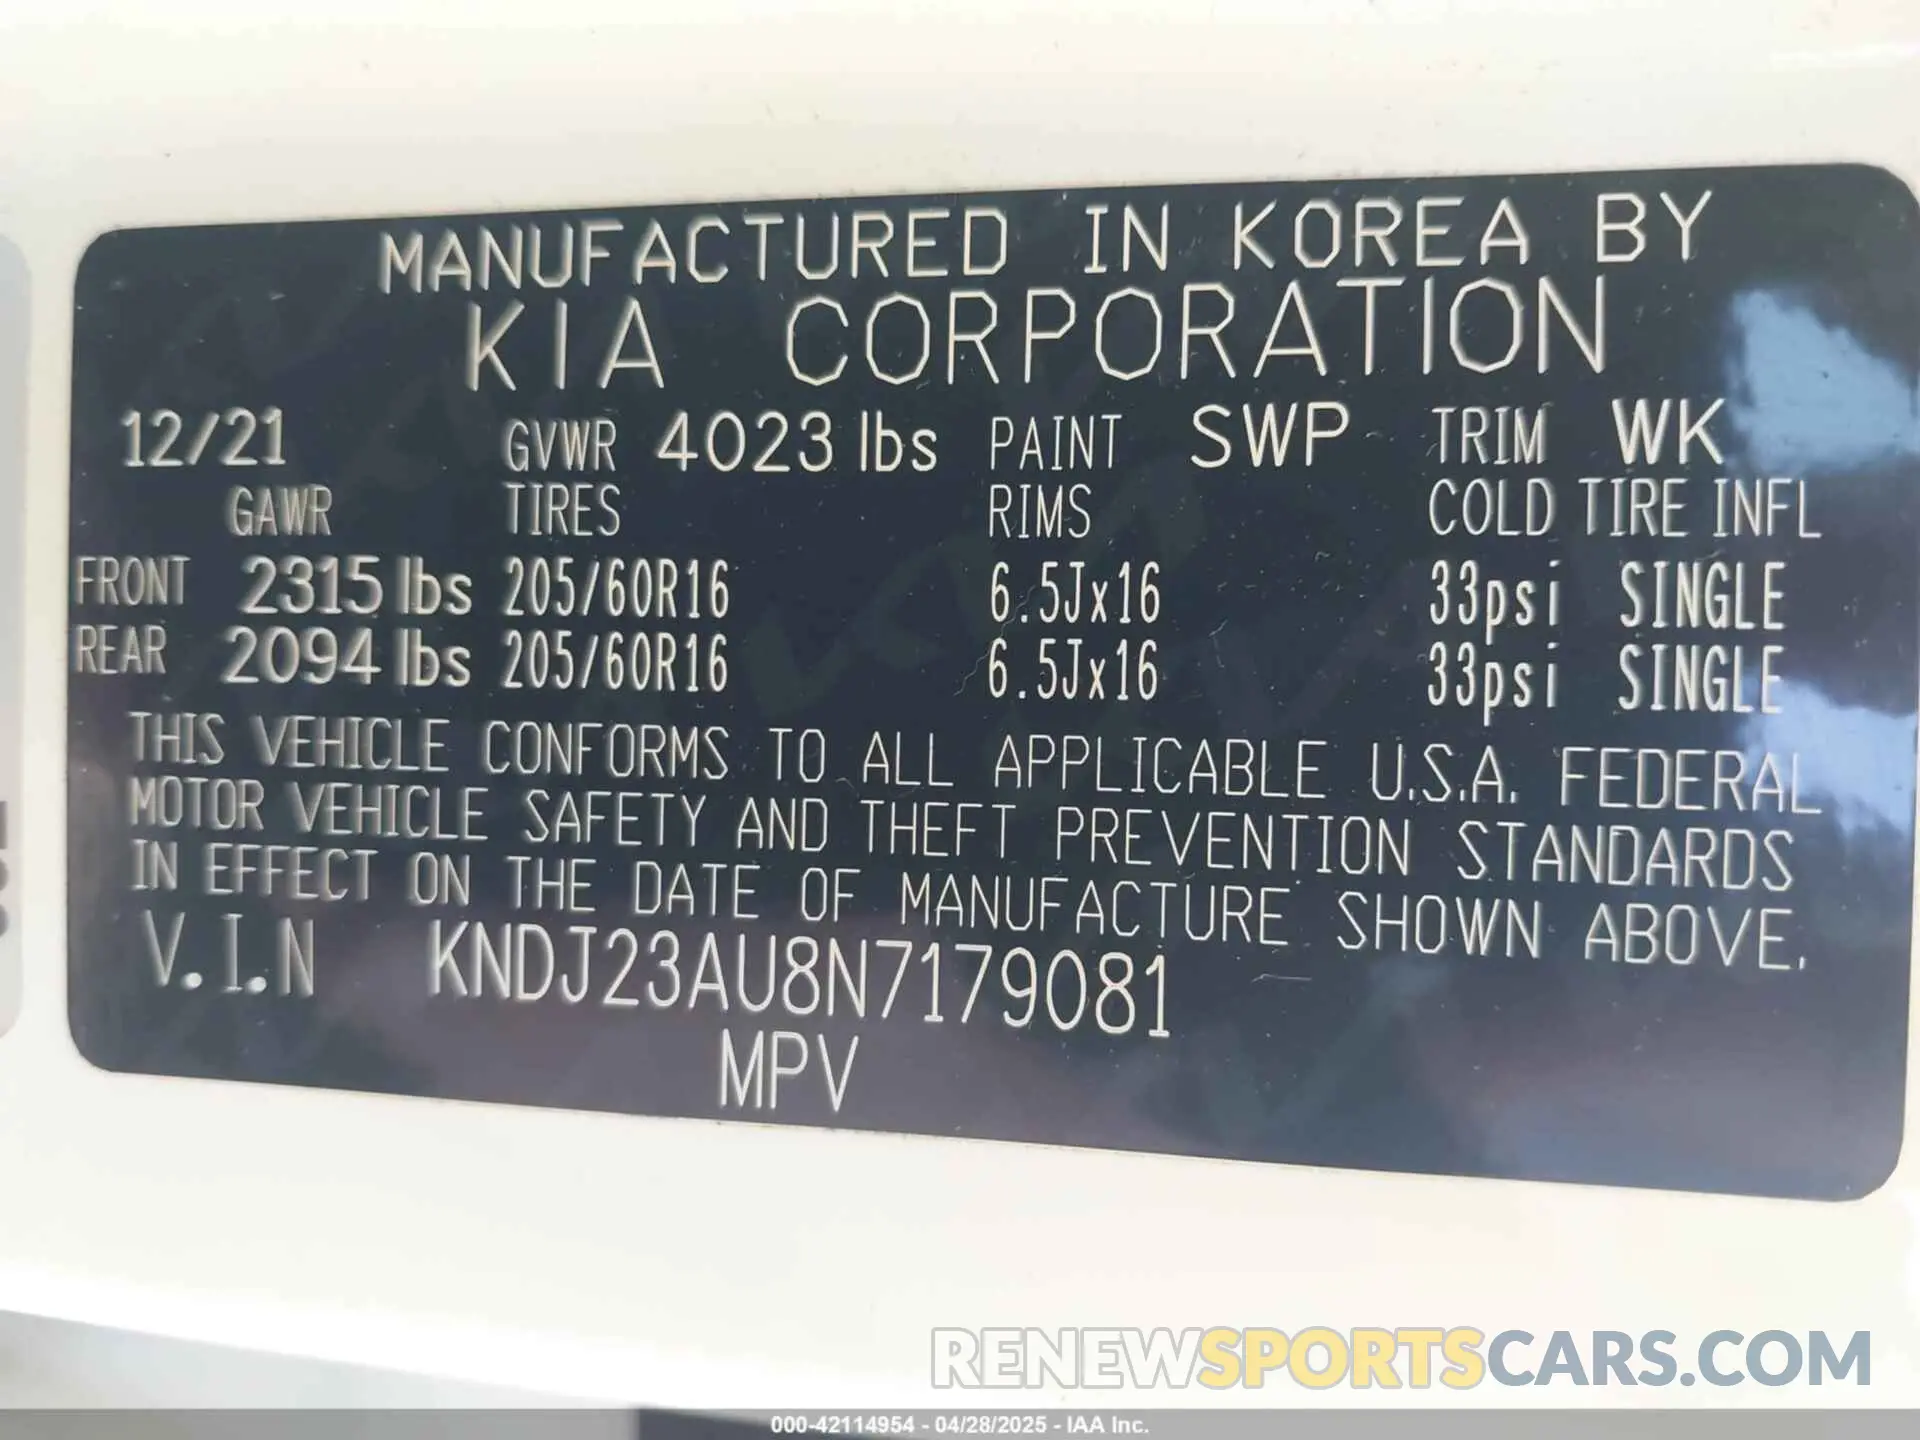 MANUFACTURED IN KOREA BY
KIA CORPORATION
12/21 GVWR 4023 lbs PAINT SWP TRIM WK
GAWR TIRES RIMS COLD TIRE INFL
FRONT 2315 lbs 205/60R16 6.5Jx16 33psi SINGLE
REAR 2094 lbs 205/60R16 6.5Jx16 33psi SINGLE
THIS VEHICLE CONFORMS TO ALL APPLICABLE U.S.A. FEDERAL
MOTOR VEHICLE SAFETY AND THEFT PREVENTION STANDARDS
IN EFFECT ON THE DATE OF MANUFACTURE SHOWN ABOVE.
V.I.N KNDJ23AU8N7179081
MPV
RENEWSPORTSCARS.COM
000-42114954 - 04/28/2025 - IAA Inc.